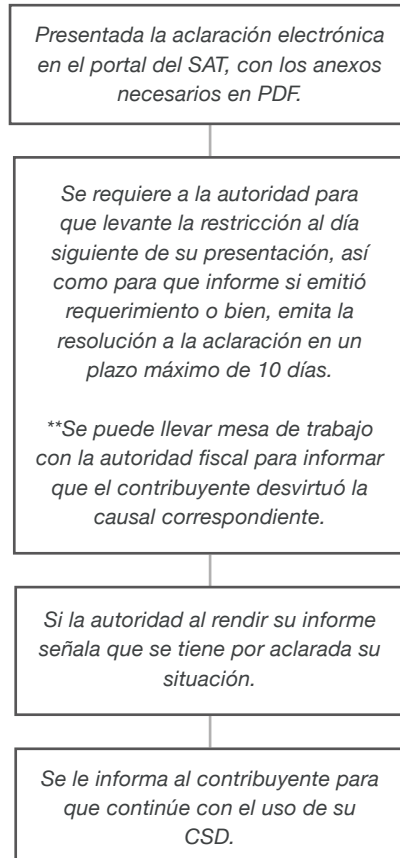 Presentada la aclaración electrónica
en el portal del SAT, con los anexos
necesarios en PDF.
Se requiere a la autoridad para
que levante la restricción al día
siguiente de su presentación, así
como para que informe si emitió
requerimiento o bien, emita la
resolución a la aclaración en un
plazo máximo de 10 días.
**Se puede llevar mesa de trabajo
con la autoridad fiscal para informar
que el contribuyente desvirtuó la
causal correspondiente.
Si la autoridad al rendir su informe
señala que se tiene por aclarada su
situación.
Se le informa al contribuyente para
que continúe con el uso de su
CSD.